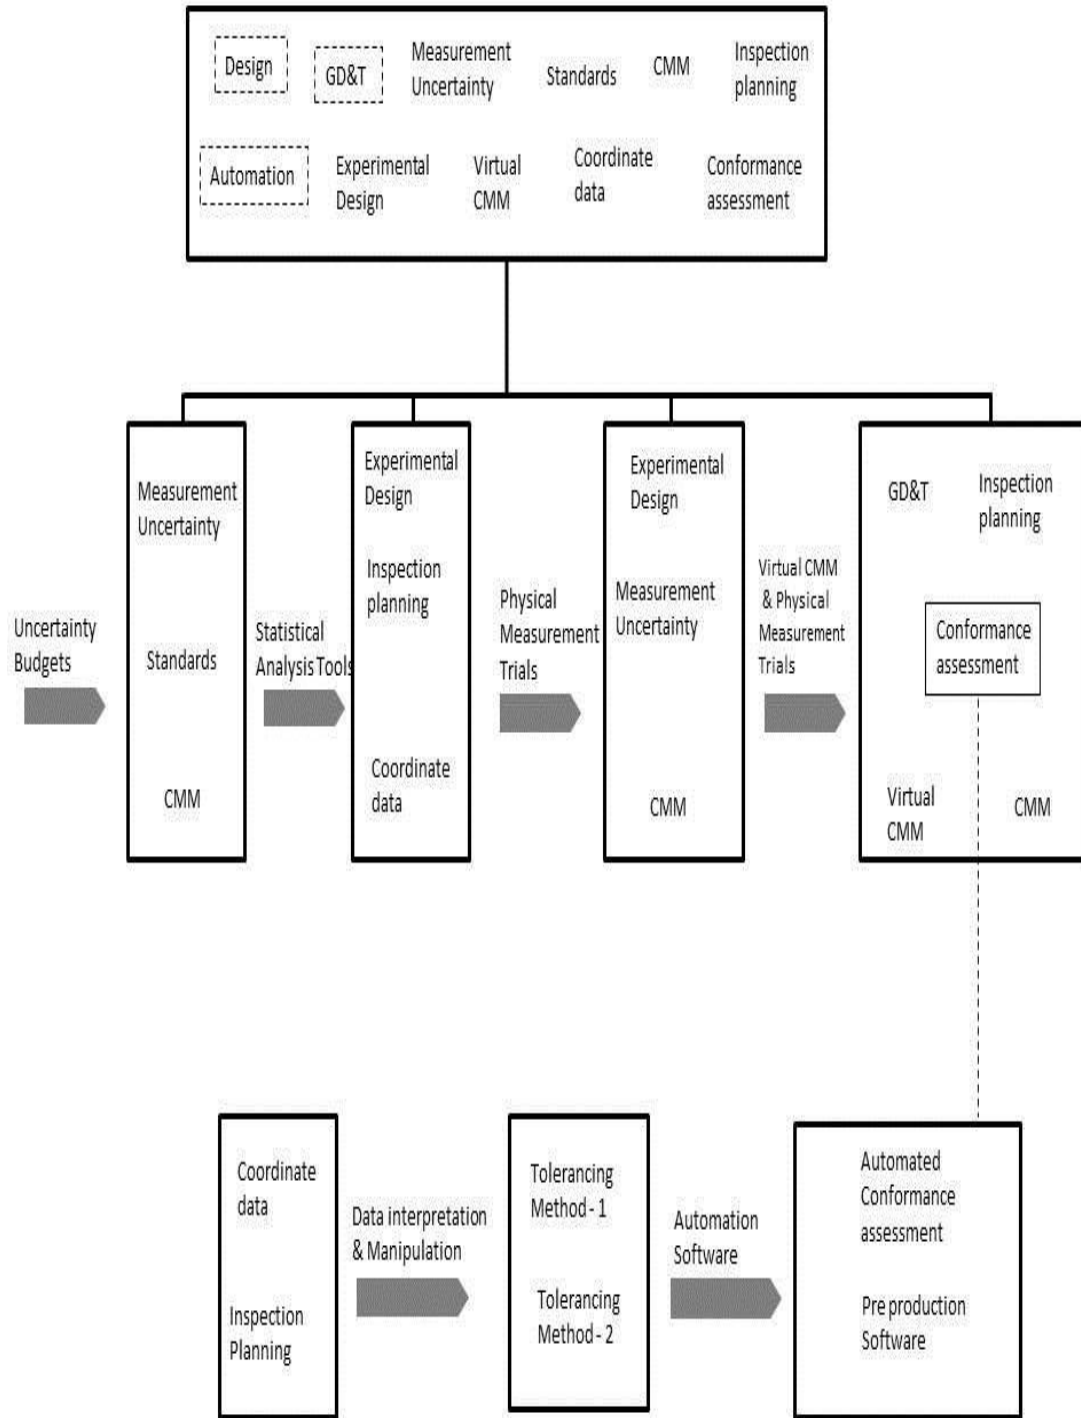 Design
GD&T
Measurement
Uncertainty
Standards
CMM
Inspection
planning
Automation
Experimental
Design
Virtual
CMM
Coordinate
data
Conformance
assessment
Uncertainty
Budgets
Measurement
Uncertainty
Standards
CMM
Statistical
Analysis Tools
Experimental
Design
Inspection
planning
Coordinate
data
Physical
Measurement
Trials
Experimental
Design
Measurement
Uncertainty
CMM
Virtual CMM
& Physical
Measurement
Trials
GD&T
Inspection
planning
Conformance
assessment
Virtual
CMM
CMM
Coordinate
data
Inspection
Planning
Data interpretation
& Manipulation
Tolerancing
Method - 1
Tolerancing
Method - 2
Automation
Software
Automated
Conformance
assessment
Pre production
Software